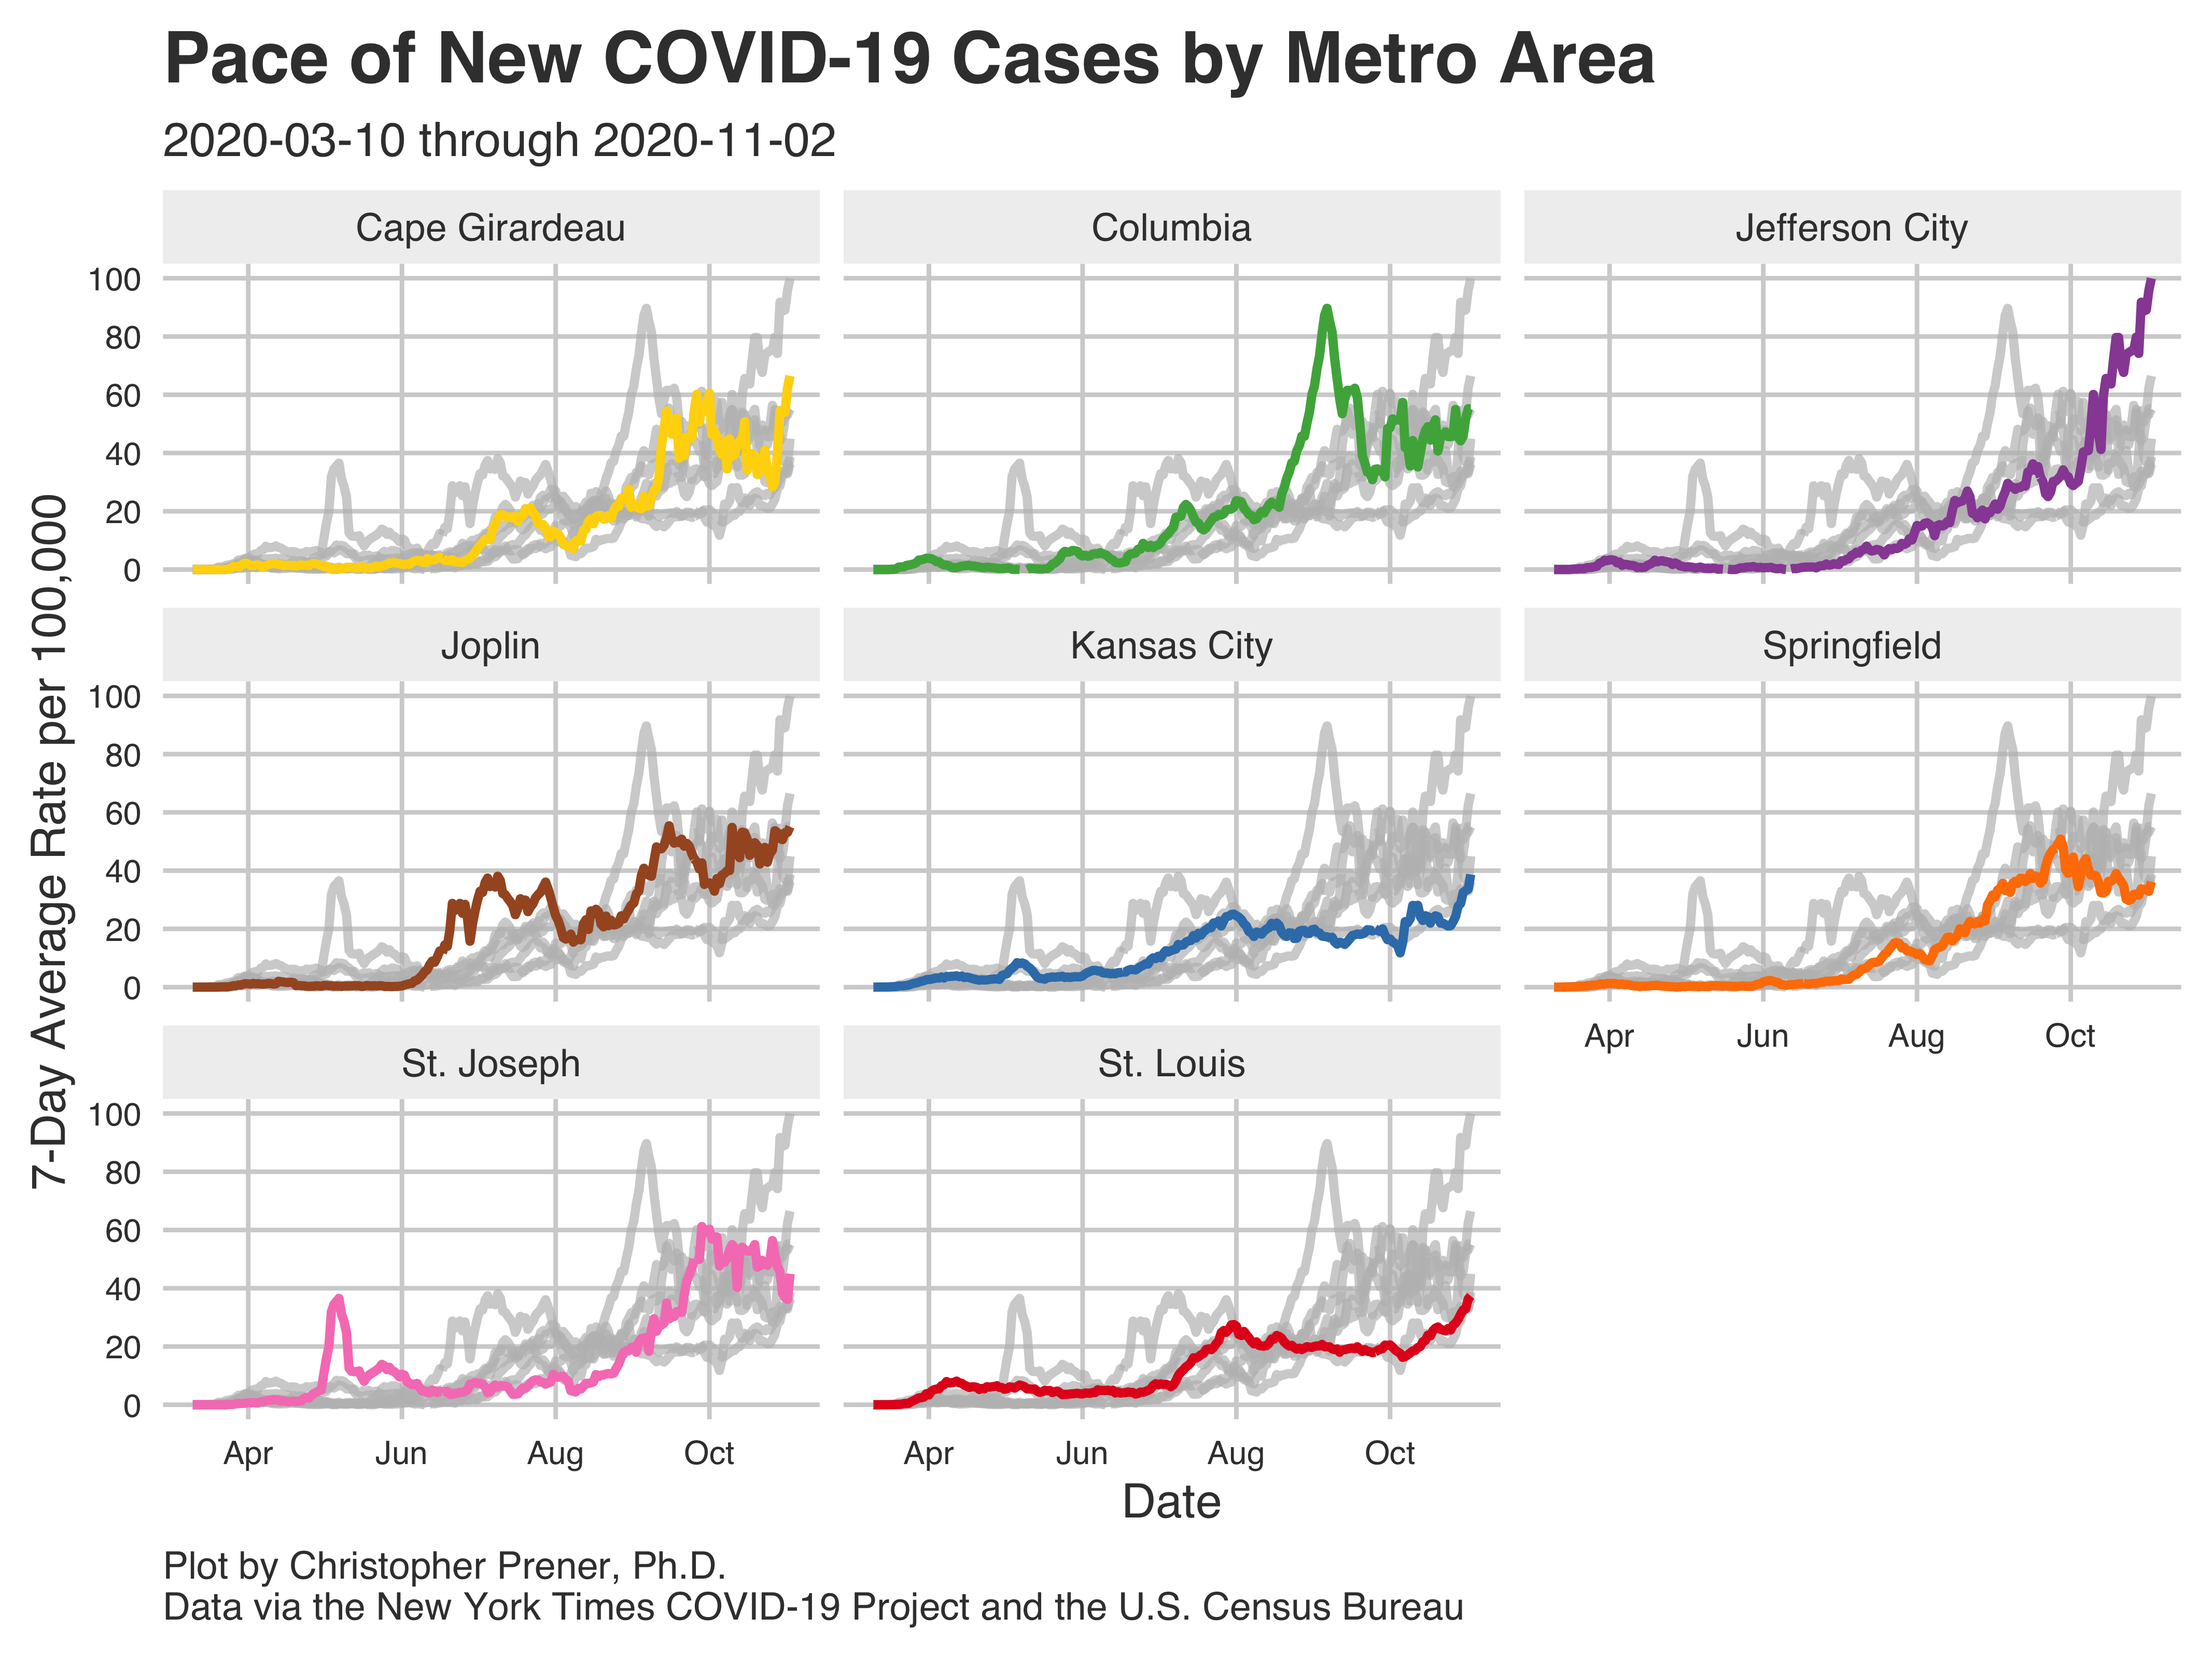 Pace of New COVID-19 Cases by Metro Area
2020-03-10 through 2020-11-02
7-Day Average Rate per 100,000
Cape Girardeau
Columbia
Jefferson City
100
80
60
40
20
0
Joplin
Kansas City
Springfield
100
80
60
40
20
0
Apr Jun Aug Oct
St. Joseph
St. Louis
100
80
60
40
20
0
Apr Jun Aug Oct
Apr Jun Aug Oct
Date
Plot by Christopher Prener, Ph.D.
Data via the New York Times COVID-19 Project and the U.S. Census Bureau